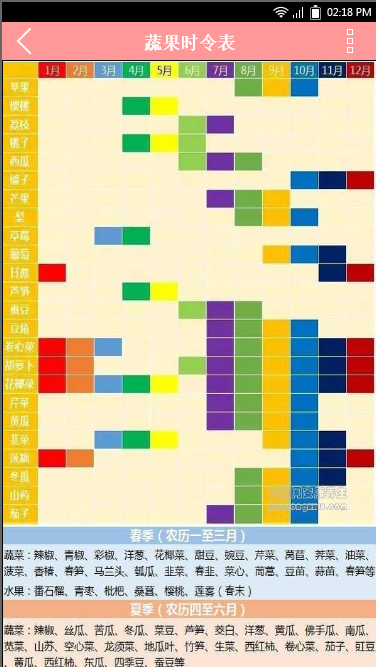 02:18 PM
蔬果时令表
1月 2月 3月 4月 5月 6月 7月 8月 9月 10月 11月 12月
苹果
樱桃
荔枝
桃子
西瓜
橘子
芒果
梨
草莓
葡萄
甘蔗
芦笋
蚕豆
豆角
卷心菜
胡萝卜
花椰菜
芹菜
黄瓜
韭菜
莲藕
冬瓜
山药
茄子
春季（农历一至三月）
蔬菜：辣椒、青椒、彩椒、洋葱、花椰菜、甜豆、豌豆、芹菜、莴苣、荠菜、油菜、
菠菜、香椿、春笋、马兰头、瓠瓜、韭菜、春韭、菜心、茼蒿、豆苗、蒜苗、春笋等
水果：番石榴、青枣、枇杷、桑葚、樱桃、莲雾（春末）
夏季（农历四至六月）
蔬菜：辣椒、丝瓜、苦瓜、冬瓜、菜豆、芦笋、茭白、洋葱、黄瓜、佛手瓜、南瓜、
苋菜、山苏、空心菜、龙须菜、地瓜叶、竹笋、生菜、西红柿、卷心菜、茄子、豇豆
、黄瓜、西红柿、东瓜、四季豆、蚕豆等